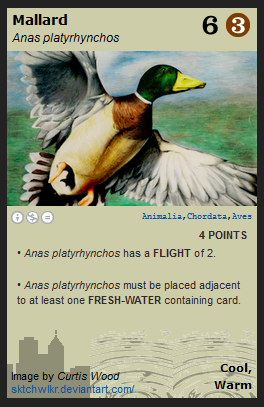 Mallard
6 3
Anas platyrhynchos
Animalia,Chordata,Aves
4 POINTS
• Anas platyrhynchos has a FLIGHT of 2.
• Anas platyrhynchos must be placed adjacent
to at least one FRESH-WATER containing card.
Cool,
Warm
Image by Curtis Wood
sktchwlkr.deviantart.com/